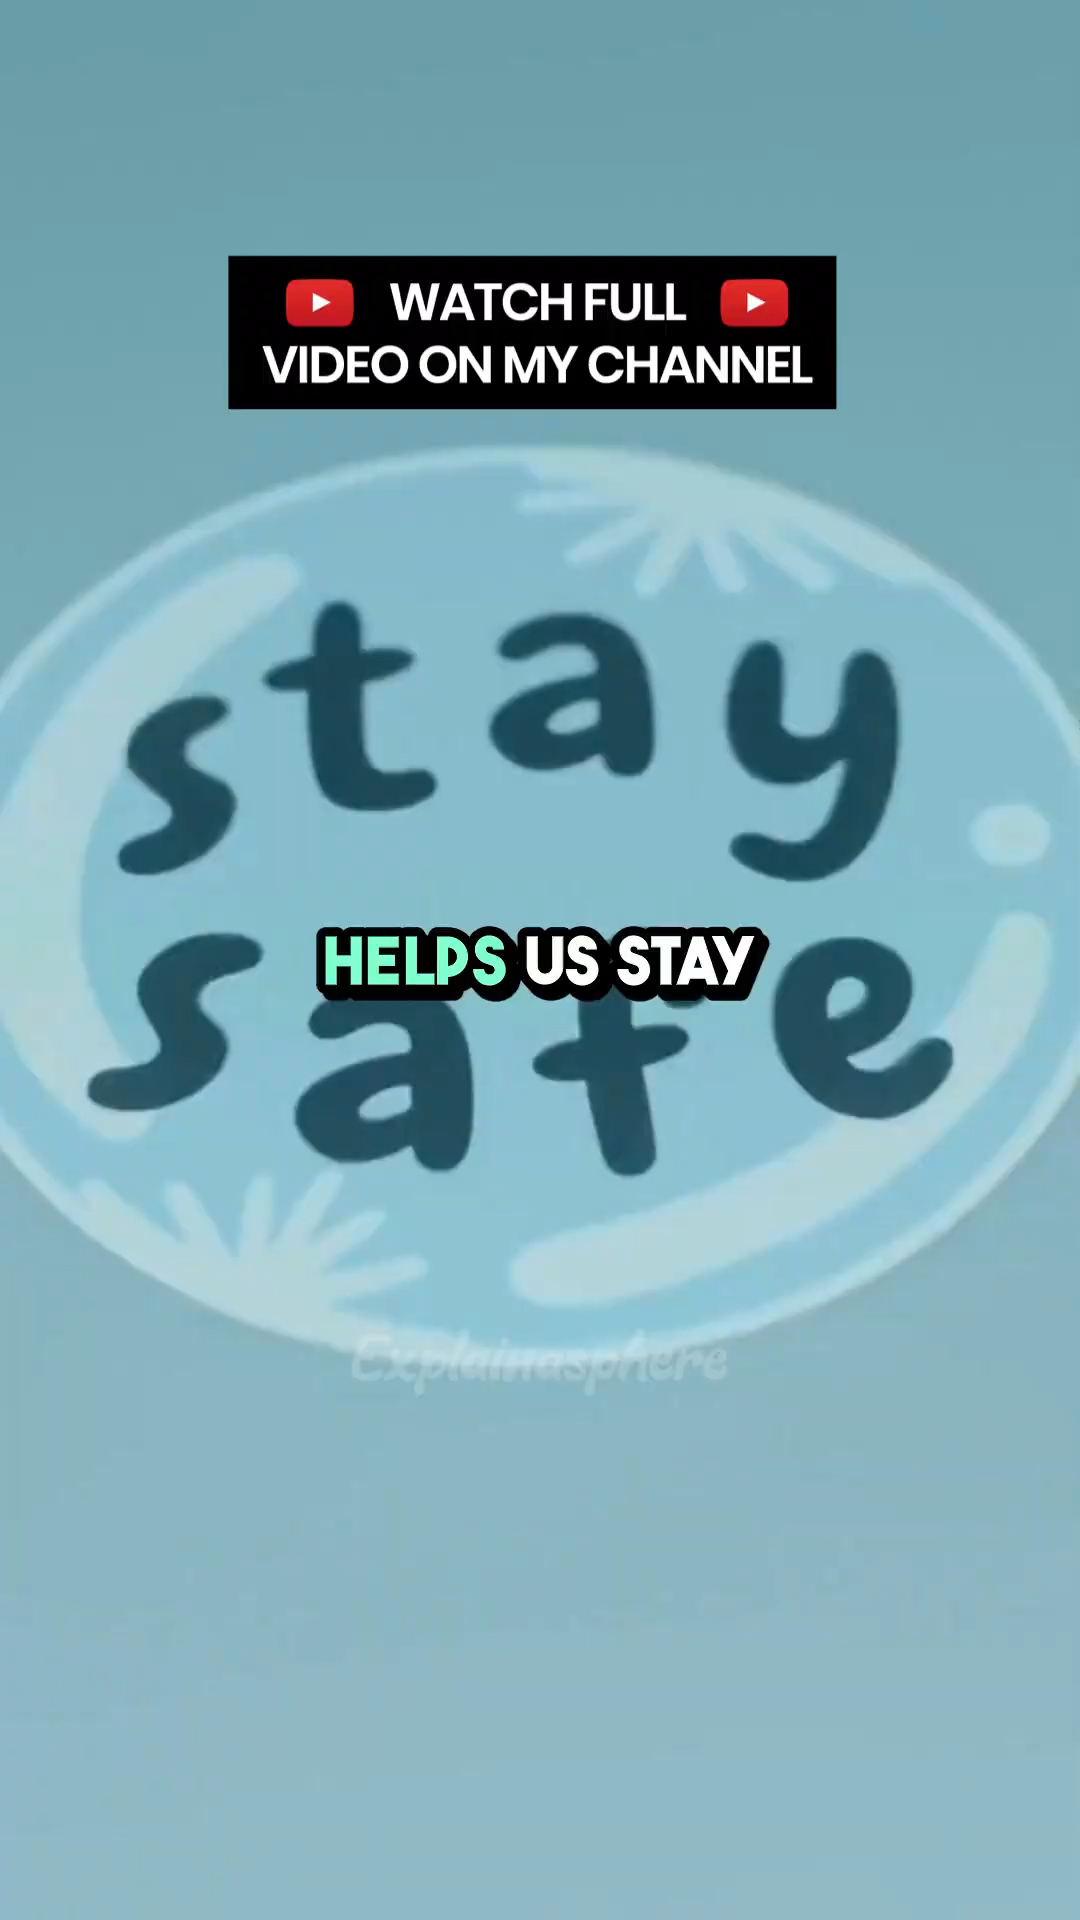 WATCH FULL
VIDEO ON MY CHANNEL
stay
HELPS US STAY
safe
Explainasphere